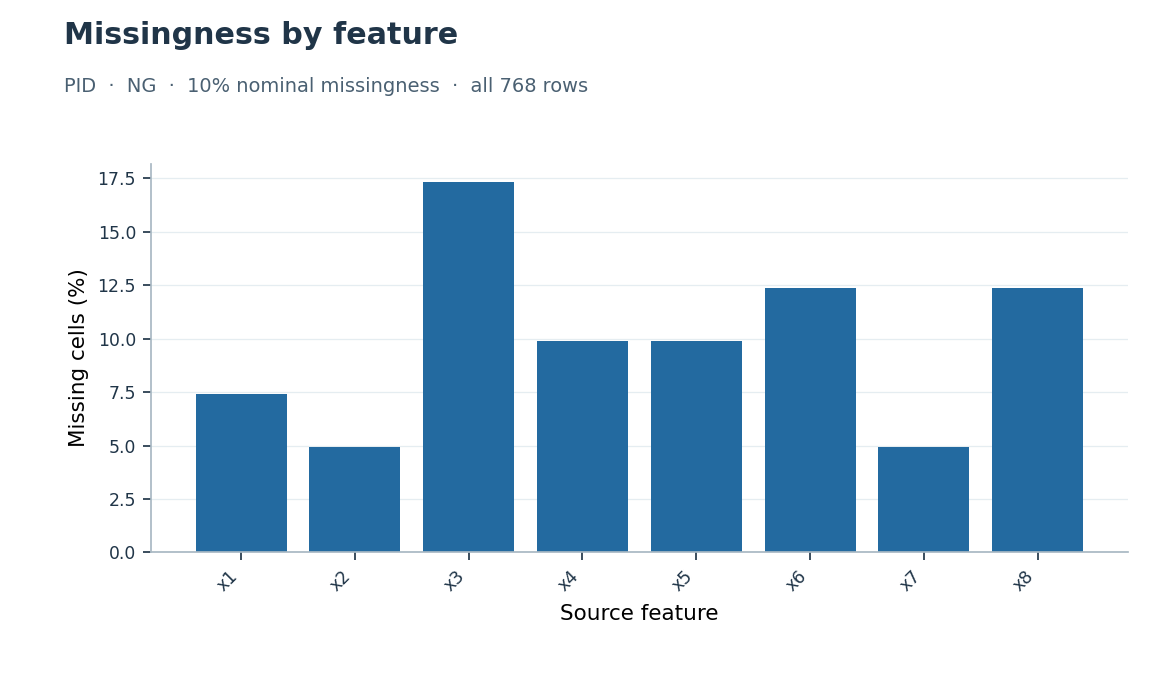 Missingness by feature
PID · NG · 10% nominal missingness · all 768 rows
Missing cells (%)
17.5
15.0
12.5
10.0
7.5
5.0
2.5
0.0
x1 x2 x3 x4 x5 x6 x7 x8
Source feature